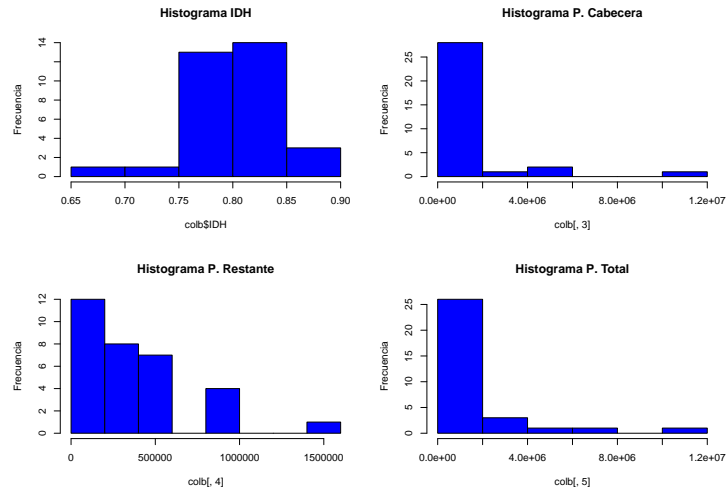 Histograma IDH
Frecuencia
0 2 4 6 8 10 14
0.65 0.70 0.75 0.80 0.85 0.90
colb$IDH
Histograma P. Cabecera
Frecuencia
0 5 10 15 20 25
0.0e+00 4.0e+06 8.0e+06 1.2e+07
colb[, 3]
Histograma P. Restante
Frecuencia
0 2 4 6 8 10 12
0 500000 1000000 1500000
colb[, 4]
Histograma P. Total
Frecuencia
0 5 10 15 20 25
0.0e+00 4.0e+06 8.0e+06 1.2e+07
colb[, 5]